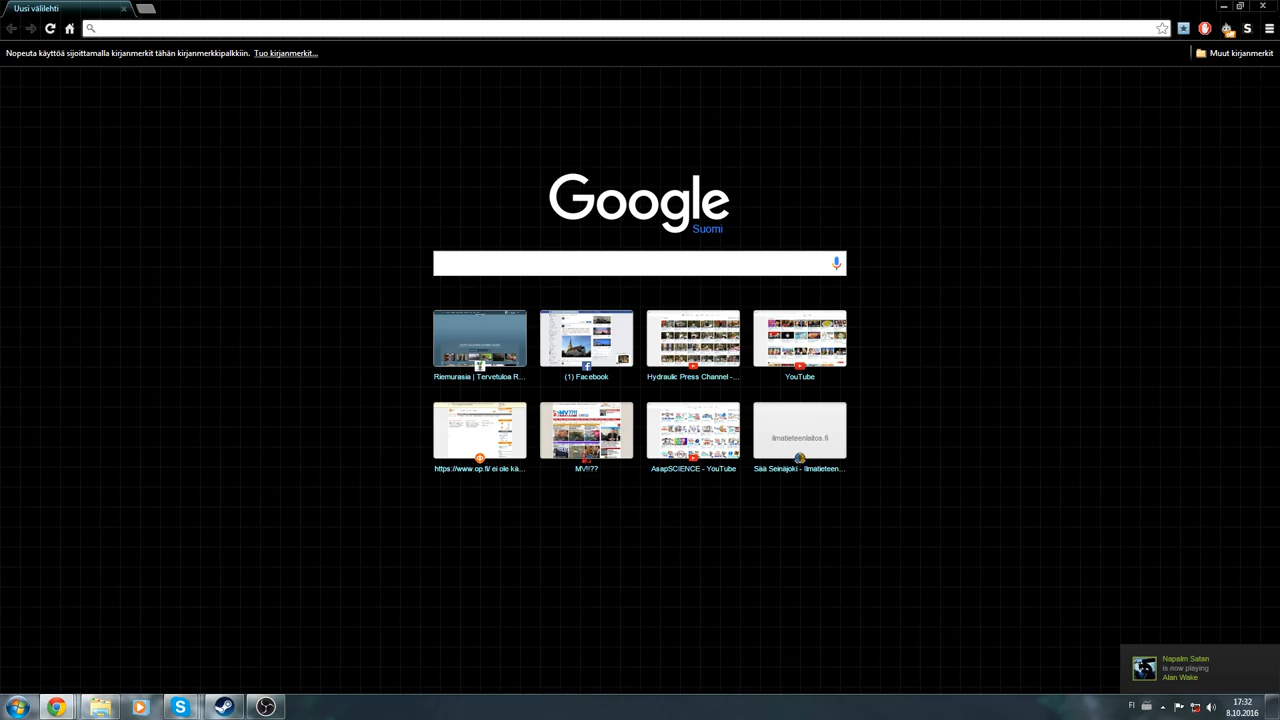 Uusi välilehti
Nopeuta käyttöä sijoittamalla kirjanmerkit tähän kirjanmerkkipalkkiin. Tuo kirjanmerkit...
Muut kirjanmerkit
Google
Suomi
Riemurasia | Tervetuloa R...
(1) Facebook
Hydraulic Press Channel -...
YouTube
ilmatieteenlaitos.fi
https://www.op.fi/ ei ole kä...
MV!!??
AsapSCIENCE - YouTube
Sää Seinäjoki - Ilmatieteen...
Napalm Satan
is now playing
Alan Wake
FI
17:32
8.10.2016